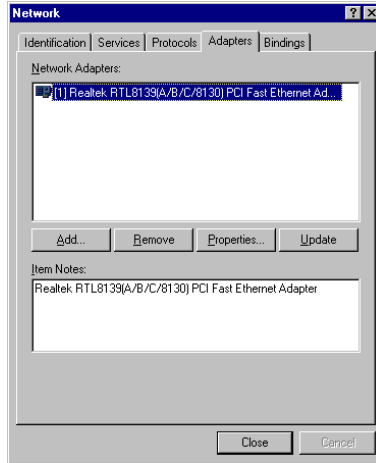 Network
Identification Services Protocols Adapters Bindings
Network Adapters:
[1] Realtek RTL8139(A/B/C/8130) PCI Fast Ethernet Ad...
Add... Remove Properties... Update
Item Notes:
Realtek RTL8139(A/B/C/8130) PCI Fast Ethernet Adapter
Close Cancel